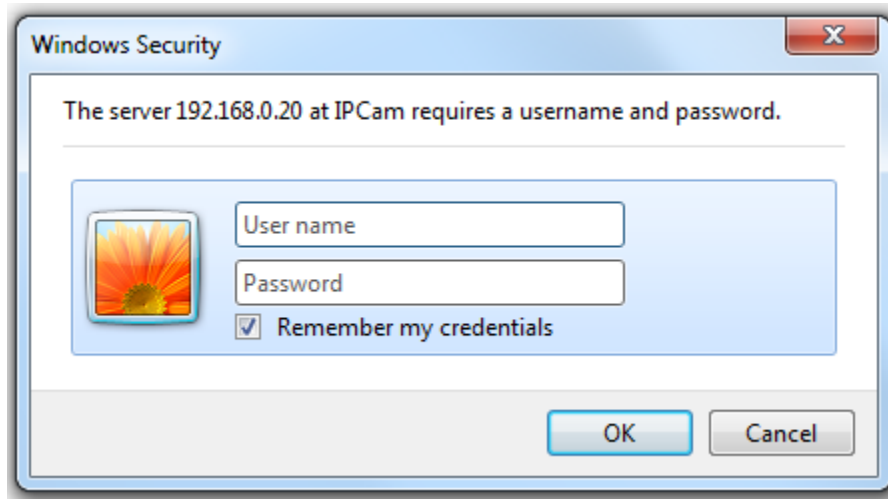 Windows Security
The server 192.168.0.20 at IPCam requires a username and password.
User name
Password
Remember my credentials
OK
Cancel